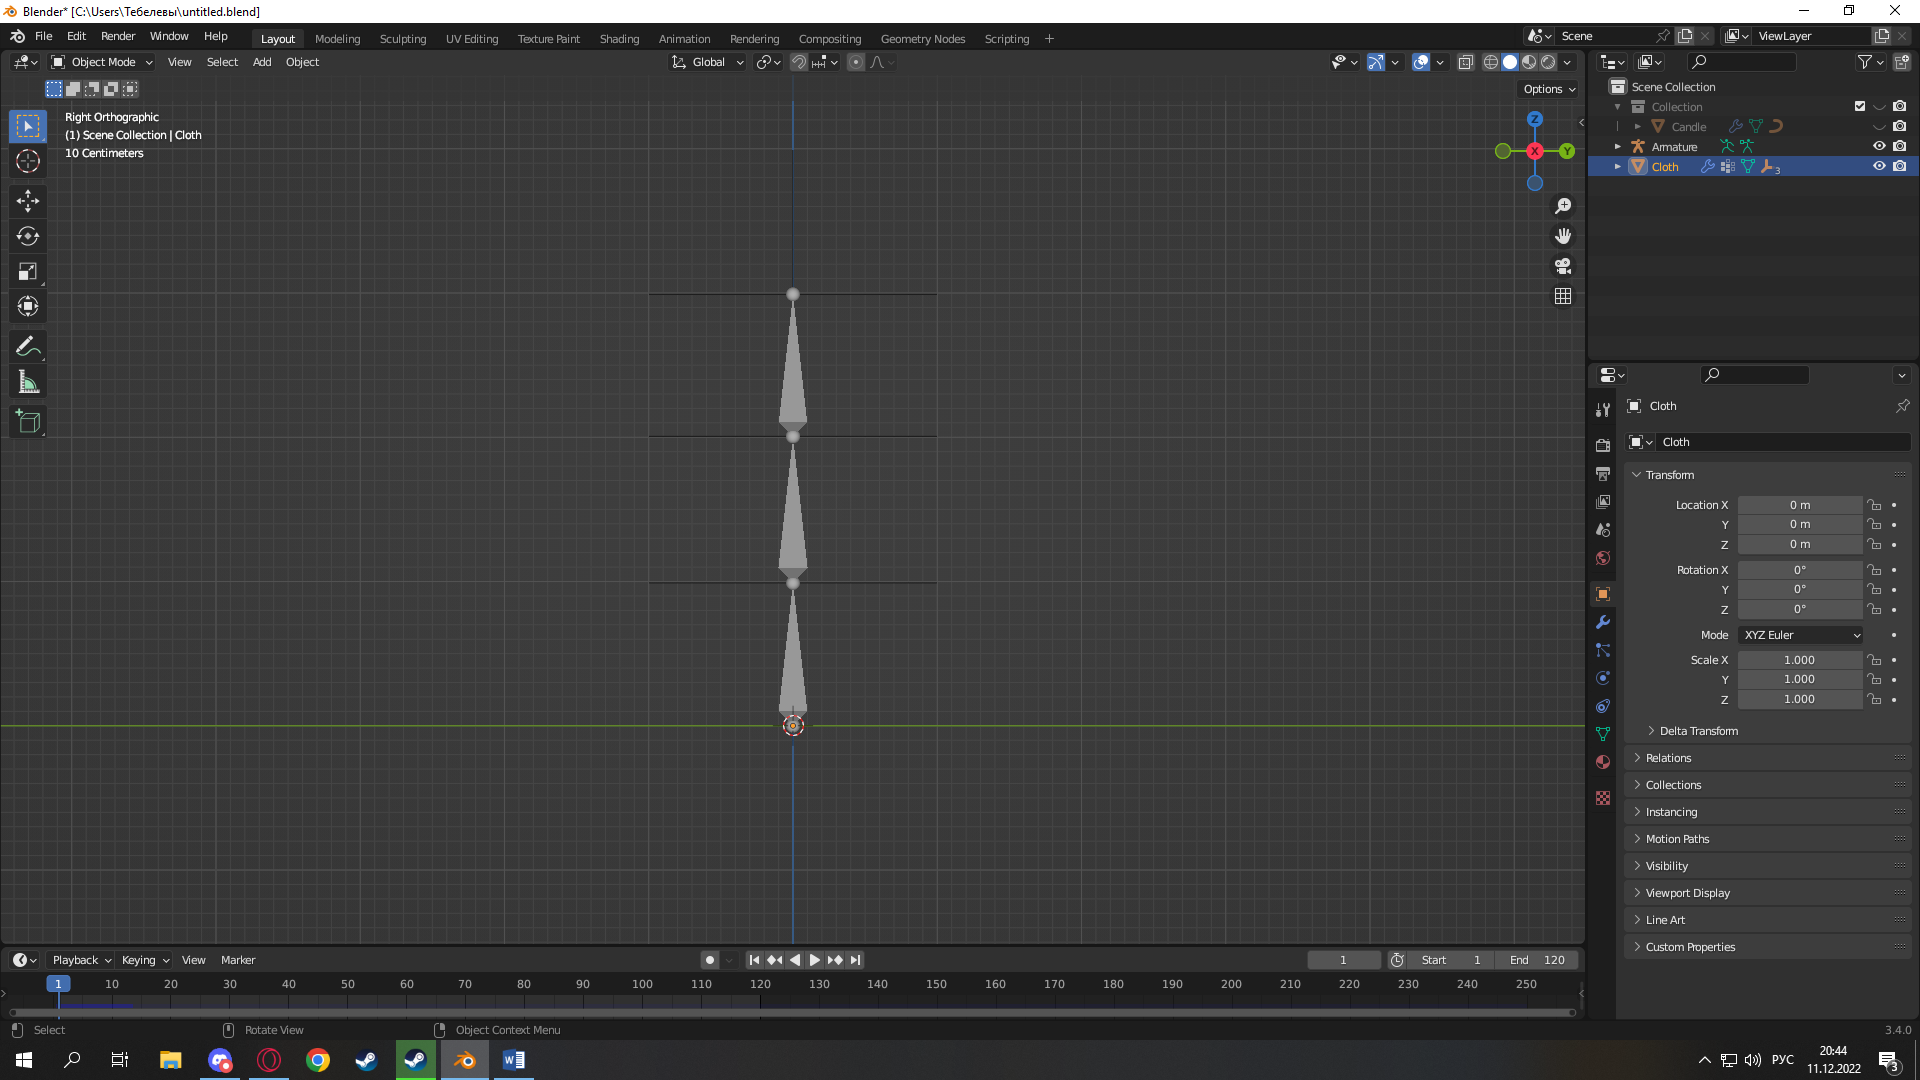 Blender* [C:\Users\Тебелевы\untitled.blend]
File Edit Render Window Help Layout Modeling Sculpting UV Editing Texture Paint Shading Animation Rendering Compositing Geometry Nodes Scripting + Scene ViewLayer
Object Mode View Select Add Object Global
Options
Right Orthographic
(1) Scene Collection | Cloth
10 Centimeters
Z
X
Y
Scene Collection
Collection
Candle
Armature
Cloth 3
Cloth
Cloth
Transform
Location X 0 m
Y 0 m
Z 0 m
Rotation X 0°
Y 0°
Z 0°
Mode XYZ Euler
Scale X 1.000
Y 1.000
Z 1.000
Delta Transform
Relations
Collections
Instancing
Motion Paths
Visibility
Viewport Display
Line Art
Custom Properties
Playback Keying View Marker 1 Start 1 End 120
1 10 20 30 40 50 60 70 80 90 100 110 120 130 140 150 160 170 180 190 200 210 220 230 240 250
Select Rotate View Object Context Menu 3.4.0
РУС
20:44
11.12.2022
3